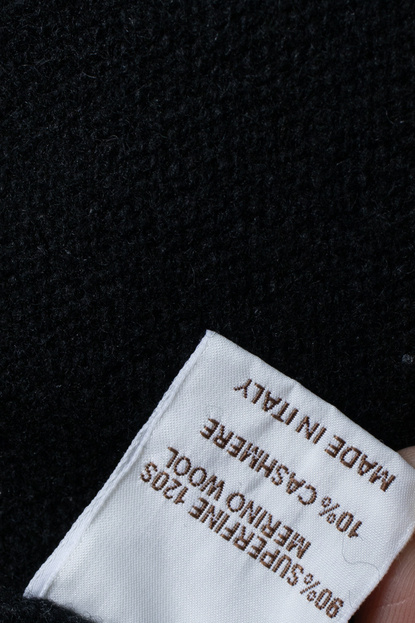 90% SUPERFINE 120S
MERINO WOOL
10% CASHMERE
MADE IN ITALY